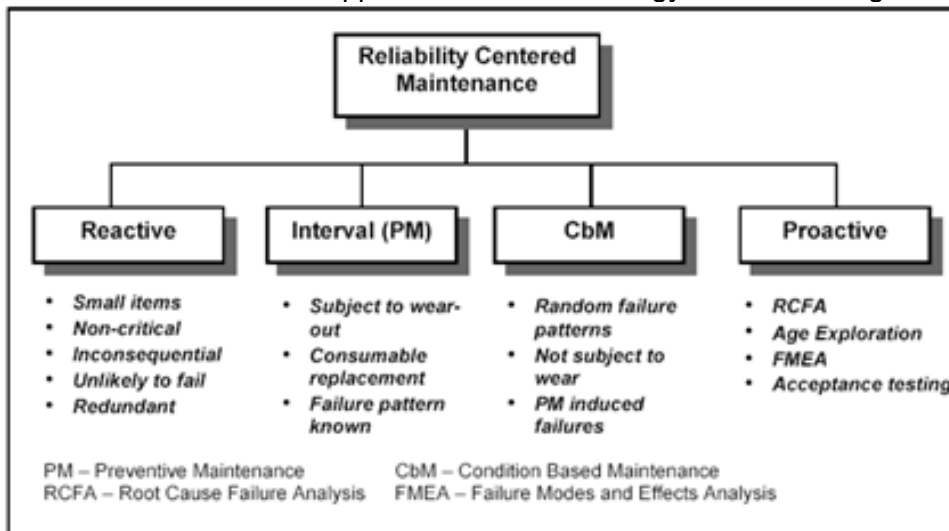 Reliability Centered
Maintenance
Reactive
Interval (PM)
CbM
Proactive
• Small items
• Non-critical
• Inconsequential
• Unlikely to fail
• Redundant
• Subject to wear-
out
• Consumable
replacement
• Failure pattern
known
• Random failure
patterns
• Not subject to
wear
• PM induced
failures
• RCFA
• Age Exploration
• FMEA
• Acceptance testing
PM – Preventive Maintenance
CbM – Condition Based Maintenance
RCFA – Root Cause Failure Analysis
FMEA – Failure Modes and Effects Analysis